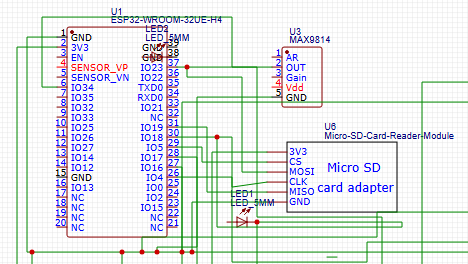 U1
ESP32-WROOM-32UE-H4
LED2
LED_5MM
1 GND GND 39
2 3V3 GND 38
3 EN IO23 37
4 SENSOR_VP IO22 36
5 SENSOR_VN TXD0 35
6 IO34 RXD0 34
7 IO35 IO21 33
8 IO32 NC 32
9 IO33 IO19 31
10 IO25 IO18 30
11 IO26 IO5 29
12 IO27 IO17 28
13 IO14 IO16 27
14 IO12 IO4 26
15 GND IO0 25
16 IO13 IO2 24
17 NC IO15 23
18 NC NC 22
19 NC NC 21
20 NC
U3
MAX9814
1 AR
2 OUT
3 Gain
4 Vdd
5 GND
U6
Micro-SD-Card-Reader-Module
3V3
CS
MOSI
CLK
MISO
GND
Micro SD
card adapter
LED1
LED_5MM